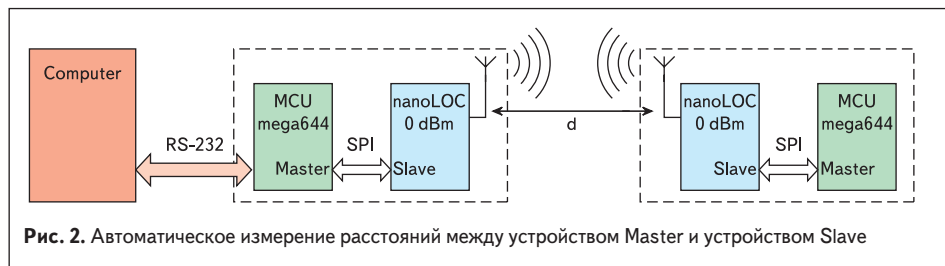 Computer
RS-232
MCU
mega644
Master
SPI
nanoLOC
0 dBm
Slave
d
nanoLOC
0 dBm
Slave
SPI
MCU
mega644
Master
Рис. 2. Автоматическое измерение расстояний между устройством Master и устройством Slave